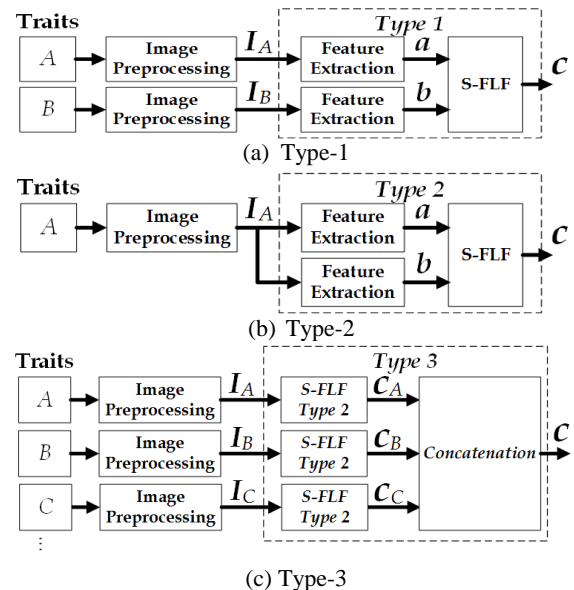 Traits
Type 1
A
Image Preprocessing
I_A
Feature Extraction
a
S-FLF
c
B
Image Preprocessing
I_B
Feature Extraction
b
(a) Type-1
Traits
Type 2
A
Image Preprocessing
I_A
Feature Extraction
a
S-FLF
c
Feature Extraction
b
(b) Type-2
Traits
Type 3
A
Image Preprocessing
I_A
S-FLF Type 2
c_A
Concatenation
c
B
Image Preprocessing
I_B
S-FLF Type 2
c_B
C
Image Preprocessing
I_C
S-FLF Type 2
c_C
⋮
(c) Type-3